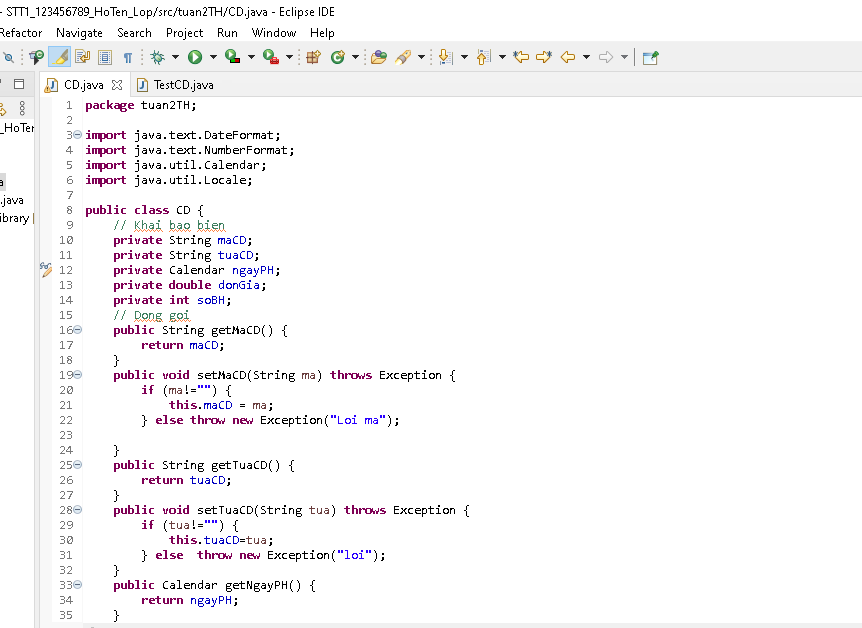 - STT1_123456789_HoTen_Lop/src/tuan2TH/CD.java - Eclipse IDE
Refactor Navigate Search Project Run Window Help
CD.java TestCD.java
_HoTer
.java
ibrary
1 package tuan2TH;
2
3 import java.text.DateFormat;
4 import java.text.NumberFormat;
5 import java.util.Calendar;
6 import java.util.Locale;
7
8 public class CD {
9 // Khai bao bien
10 private String maCD;
11 private String tuaCD;
12 private Calendar ngayPH;
13 private double donGia;
14 private int soBH;
15 // Dong goi
16 public String getMaCD() {
17 return maCD;
18 }
19 public void setMaCD(String ma) throws Exception {
20 if (ma!="") {
21 this.maCD = ma;
22 } else throw new Exception("Loi ma");
23
24 }
25 public String getTuaCD() {
26 return tuaCD;
27 }
28 public void setTuaCD(String tua) throws Exception {
29 if (tua!="") {
30 this.tuaCD=tua;
31 } else  throw new Exception("loi");
32 }
33 public Calendar getNgayPH() {
34 return ngayPH;
35 }